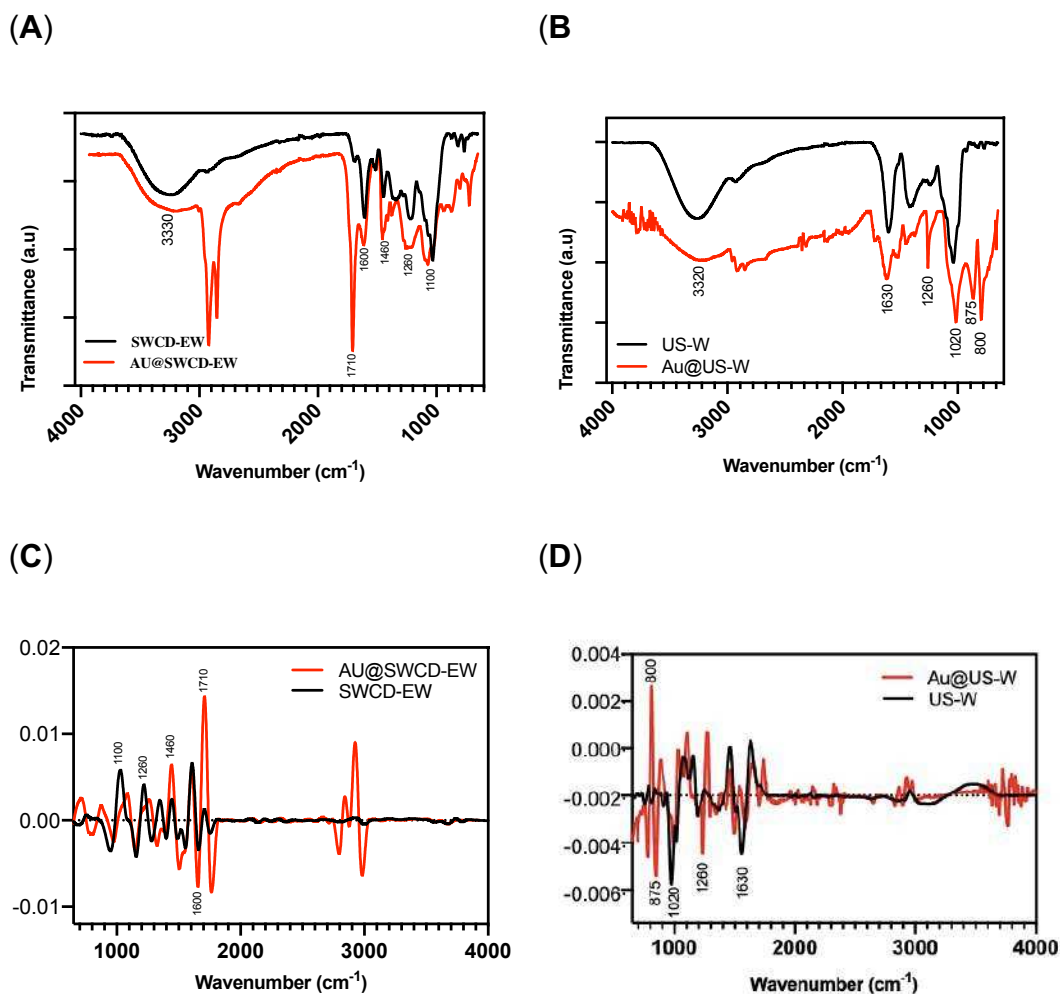 (A)
Transmittance (a.u)
3330
1710
1600
1460
1260
1100
SWCD-EW
AU@SWCD-EW
4000
3000
2000
1000
Wavenumber (cm-1)
(B
Transmittance (a.u)
3320
1630
1260
1020
875
800
US-W
Au@US-W
4000
3000
2000
1000
Wavenumber (cm-1)
(C)
0.02
0.01
0.00
-0.01
1100
1260
1460
1710
1600
AU@SWCD-EW
SWCD-EW
1000
2000
3000
4000
Wavenumber (cm-1)
(D)
0.004
0.002
0.000
-0.002
-0.004
-0.006
800
875
1020
1260
1630
Au@US-W
US-W
1000
2000
3000
4000
Wavenumber (cm-1)